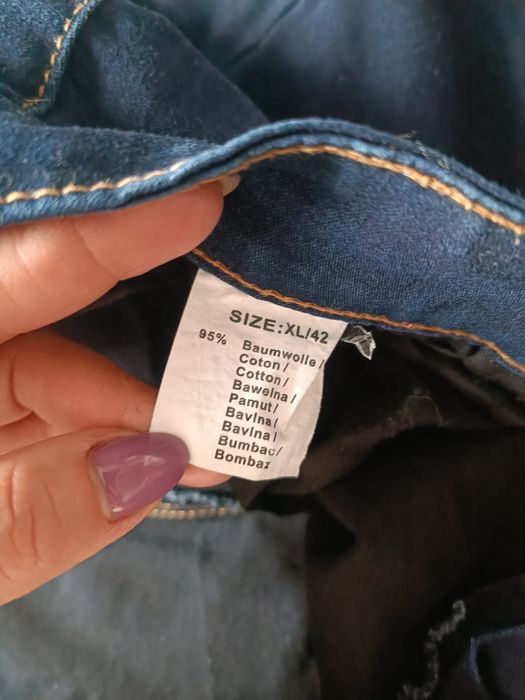 SIZE:XL/42
95% Baumwolle/
Coton/
Cotton/
Bawelna/
Pamut/
Bavlna/
Bavlna/
Bumbac/
Bombaz